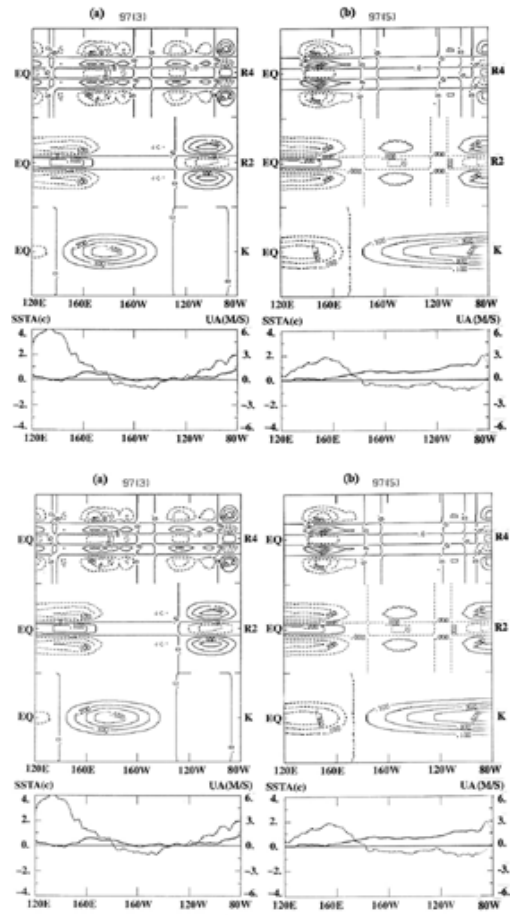 (a) 97(3) (b) 97(5)
EQ R4 EQ R4
EQ R2 EQ R2
EQ K EQ K
120E 160E 160W 120W 80W 120E 160E 160W 120W 80W
SSTA(c) UA(M/S) SSTA(c) UA(M/S)
4. 6. 4. 6.
2. 3. 2. 3.
0. 0. 0. 0.
-2. -3. -2. -3.
-4. -6. -4. -6.
120E 160E 160W 120W 80W 120E 160E 160W 120W 80W
(a) 97(3) (b) 97(5)
EQ R4 EQ R4
EQ R2 EQ R2
EQ K EQ K
120E 160E 160W 120W 80W 120E 160E 160W 120W 80W
SSTA(c) UA(M/S) SSTA(c) UA(M/S)
4. 6. 4. 6.
2. 3. 2. 3.
0. 0. 0. 0.
-2. -3. -2. -3.
-4. -6. -4. -6.
120E 160E 160W 120W 80W 120E 160E 160W 120W 80W